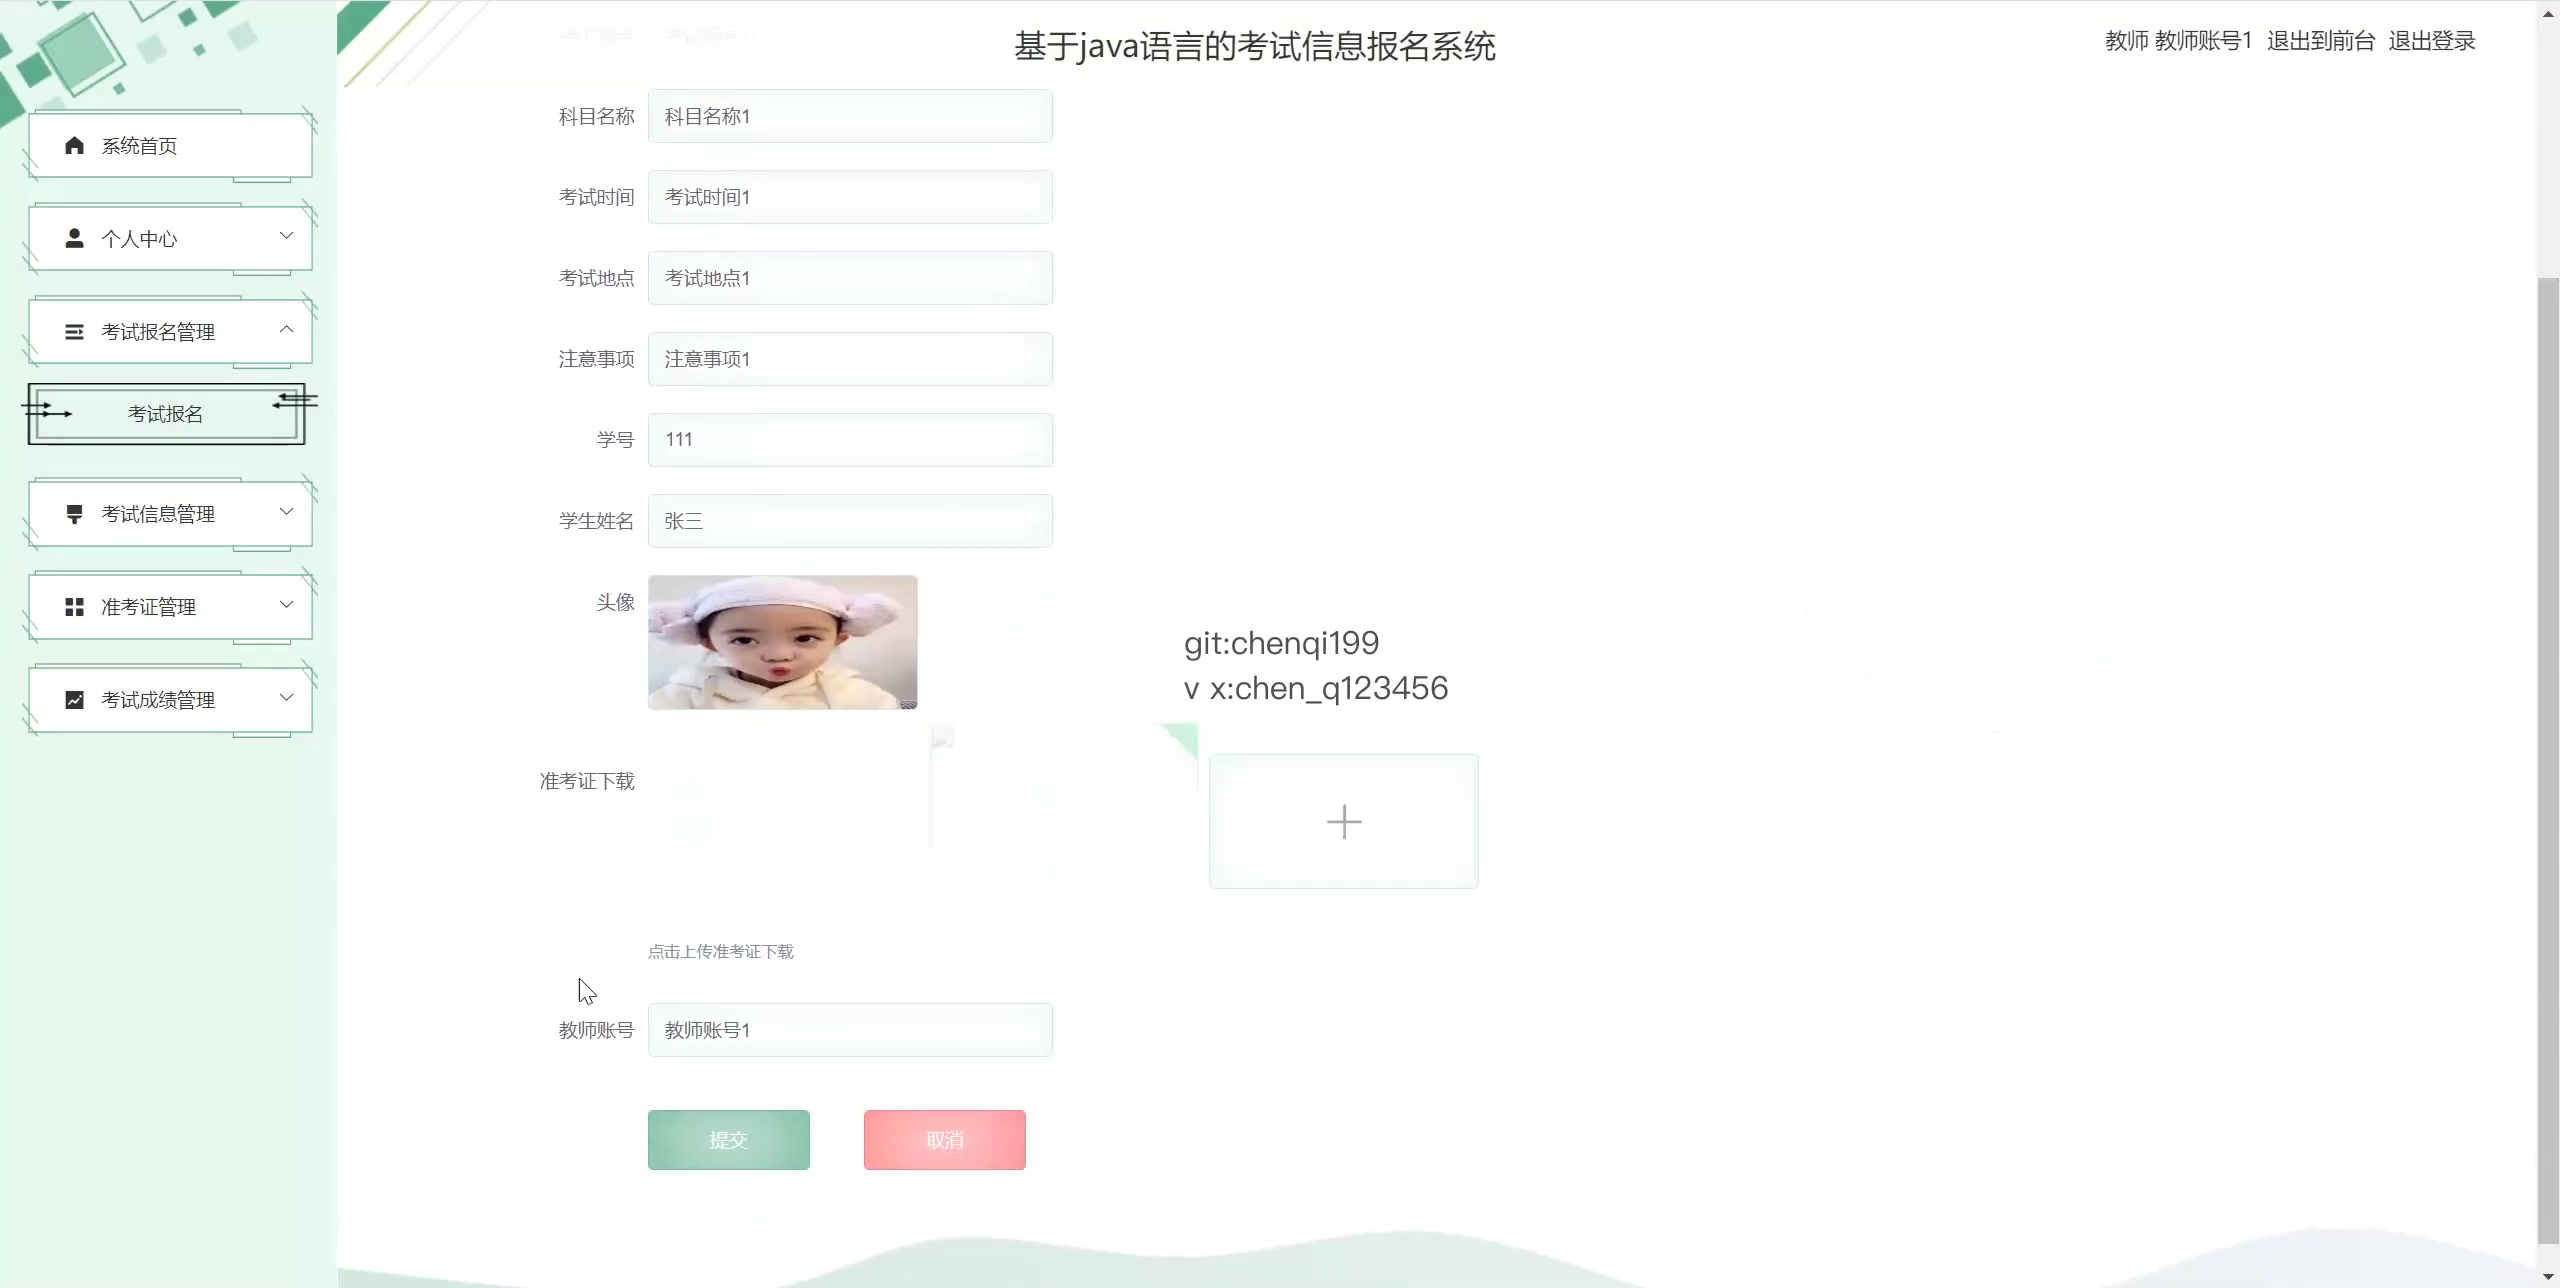 基于java语言的考试信息报名系统
教师 教师账号1 退出到前台 退出登录
系统首页
个人中心
考试报名管理
考试报名
考试信息管理
准考证管理
考试成绩管理
科目名称 科目名称1
考试时间 考试时间1
考试地点 考试地点1
注意事项 注意事项1
学号 111
学生姓名 张三
头像
git:chenqi199
v x:chen_q123456
准考证下载
点击上传准考证下载
教师账号 教师账号1
提交 取消